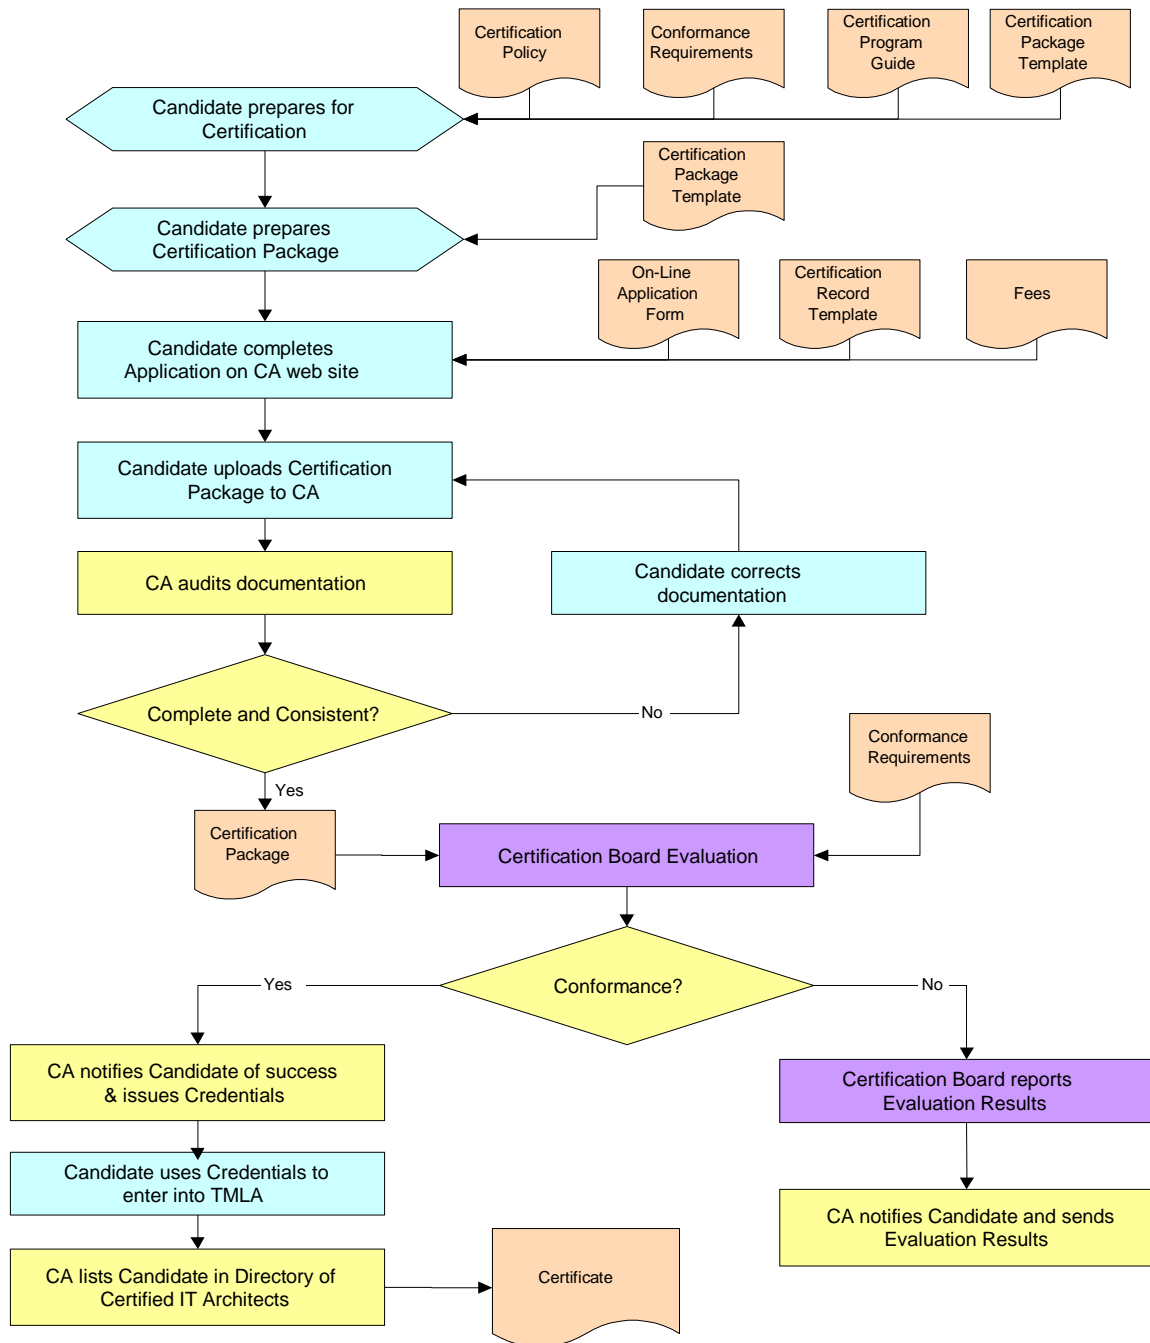 Certification
Policy
Conformance
Requirements
Certification
Program
Guide
Certification
Package
Template
Candidate prepares for
Certification
Certification
Package
Template
Candidate prepares
Certification Package
On-Line
Application
Form
Certification
Record
Template
Fees
Candidate completes
Application on CA web site
Candidate uploads Certification
Package to CA
CA audits documentation
Candidate corrects
documentation
Complete and Consistent?
No
Yes
Conformance
Requirements
Certification
Package
Certification Board Evaluation
Conformance?
Yes
No
CA notifies Candidate of success
& issues Credentials
Certification Board reports
Evaluation Results
Candidate uses Credentials to
enter into TMLA
CA notifies Candidate and sends
Evaluation Results
CA lists Candidate in Directory of
Certified IT Architects
Certificate